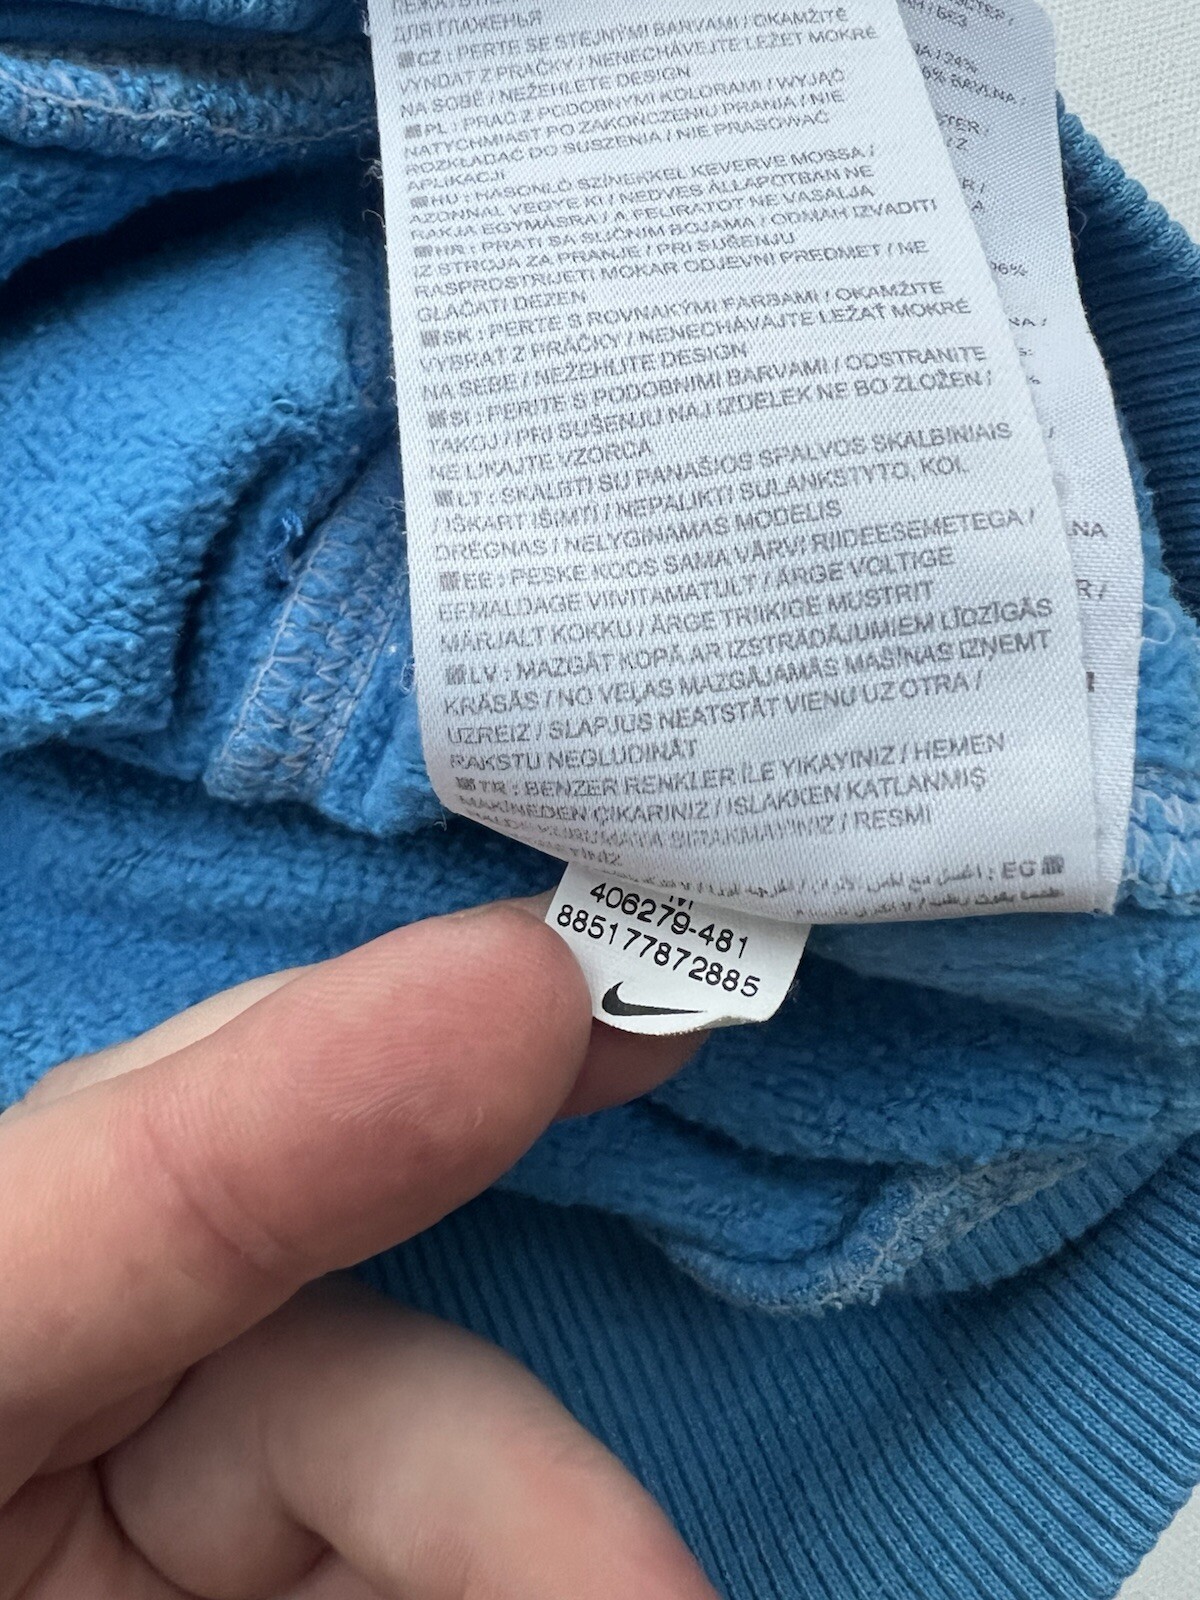 ДЛЯ ГЛАЖЕНЬЯ
CZ : PERTE SE STEJNÝMI BARVAMI / OKAMŽITĚ
VYNDAT Z PRAČKY / NENECHÁVEJTE LEŽET MOKRÉ
NA SOBĚ / NEŽEHLETE DESIGN
PL : PRAĆ Z PODOBNYMI KOLORAMI / WYJĄĆ
NATYCHMIAST PO ZAKOŃCZENIU PRANIA / NIE
ROZKŁADAĆ DO SUSZENIA / NIE PRASOWAĆ
APLIKACJI
HU : HASONLÓ SZÍNEKKEL KEVERVE MOSSA /
AZONNAL VEGYE KI / NEDVES ÁLLAPOTBAN NE
RAKJA EGYMÁSRA / A FELIRATOT NE VASALJA
HR : PRATI SA SLIČNIM BOJAMA / ODMAH IZVADITI
IZ STROJA ZA PRANJE / PRI SUŠENJU
RASPROSTRIJETI MOKAR ODJEVNI PREDMET / NE
GLAČATI DEZEN
SK : PERTE S ROVNAKÝMI FARBAMI / OKAMŽITE
VYBRAŤ Z PRÁČKY / NENECHÁVAJTE LEŽAŤ MOKRÉ
NA SEBE / NEŽEHLITE DESIGN
SI : PERITE S PODOBNIMI BARVAMI / ODSTRANITE
TAKOJ / PRI SUŠENJU NAJ IZDELEK NE BO ZLOŽEN /
NE LIKAJTE VZORCA
LT : SKALBTI SU PANAŠIOS SPALVOS SKALBINIAIS
/ IŠKART IŠIMTI / NEPALIKTI SULANKSTYTO, KOL
DRĖGNAS / NELYGINAMAS MODELIS
EE : PESKE KOOS SAMA VÄRVI RIIDEESEMETEGA /
EEMALDAGE VIIVITAMATULT / ÄRGE VOLTIGE
MÄRJALT KOKKU / ÄRGE TRIIKIGE MUSTRIT
LV : MAZGĀT KOPĀ AR IZSTRĀDĀJUMIEM LĪDZĪGĀS
KRĀSĀS / NO VEĻAS MAZGĀJAMĀS MAŠĪNAS IZŅEMT
UZREIZ / SLAPJUS NEATSTĀT VIENU UZ OTRA /
RAKSTU NEGLUDINĀT
TR : BENZER RENKLER İLE YIKAYINIZ / HEMEN
MAKİNEDEN ÇIKARINIZ / ISLAKKEN KATLANMIŞ
BIRAKMAYINIZ / RESMİ
EG :
M
406279-481
885177872885